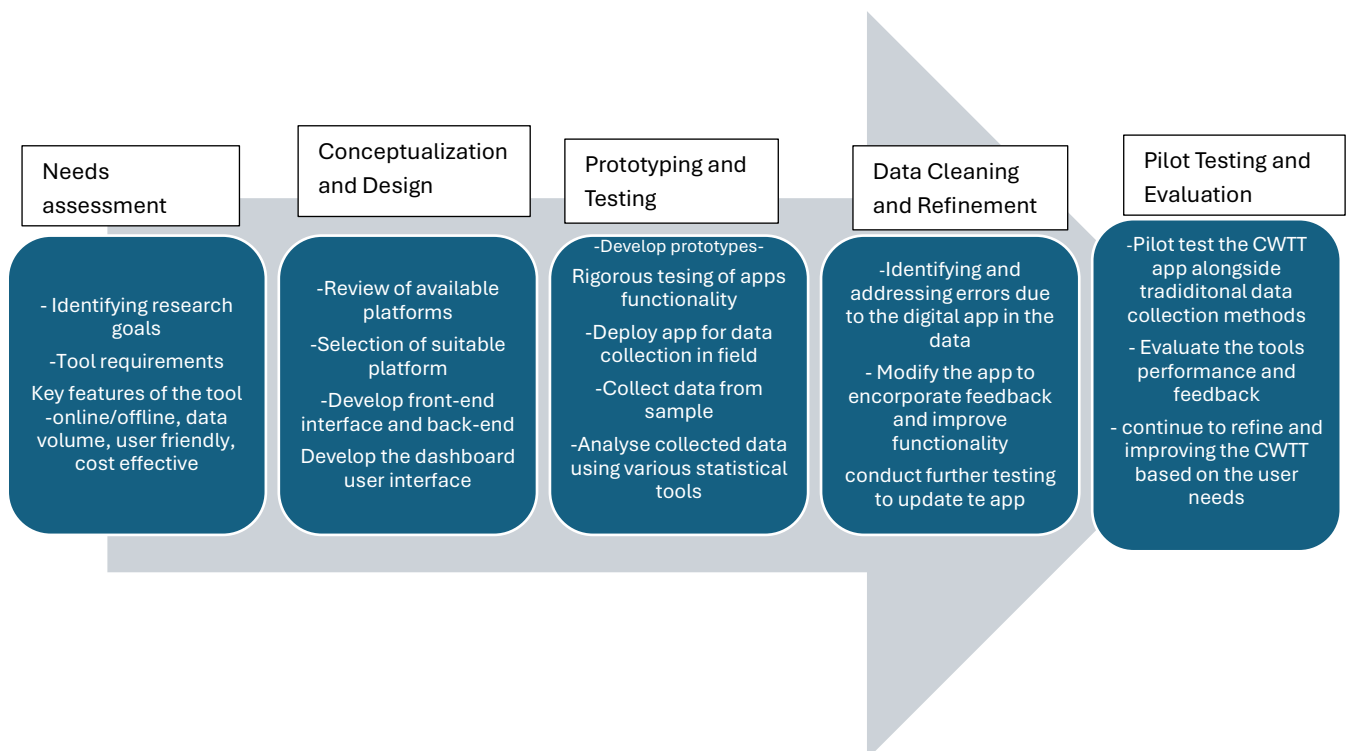 Needs
assessment
- Identifying research
goals
-Tool requirements
Key features of the tool
-online/offline, data
volume, user friendly,
cost effective
Conceptualization
and Design
-Review of available
platforms
-Selection of suitable
platform
-Develop front-end
interface and back-end
Develop the dashboard
user interface
Prototyping and
Testing
-Develop prototypes-
Rigorous tesing of apps
functionality
-Deploy app for data
collection in field
-Collect data from
sample
-Analyse collected data
using various statistical
tools
Data Cleaning
and Refinement
-Identifying and
addressing errors due
to the digital app in the
data
- Modify the app to
encorporate feedback
and improve
functionality
conduct further testing
to update te app
Pilot Testing and
Evaluation
-Pilot test the CWTT
app alongside
tradiditonal data
collection methods
- Evaluate the tools
performance and
feedback
- continue to refine and
improving the CWTT
based on the user
needs